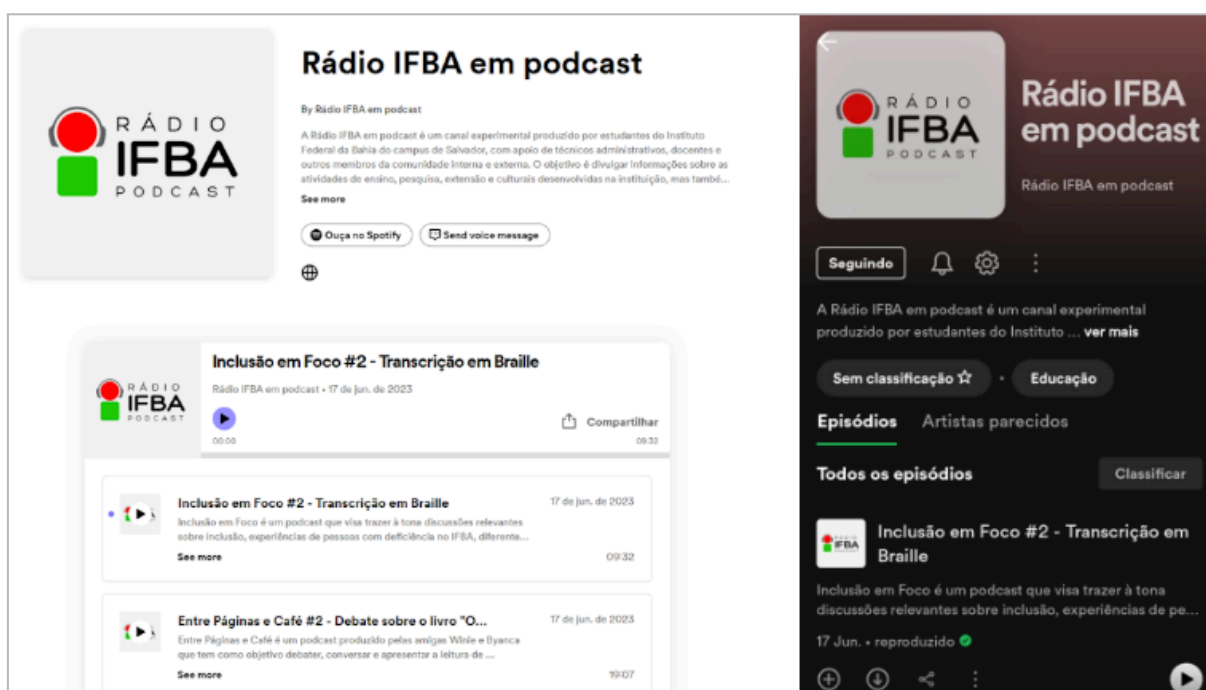 RÁDIO
IFBA
PODCAST
Rádio IFBA em podcast
By Rádio IFBA em podcast
A Rádio IFBA em podcast é um canal experimental produzido por estudantes do Instituto
Federal da Bahia do campus de Salvador, com apoio de técnicos administrativos, docentes e
outros membros da comunidade interna e externa. O objetivo é divulgar informações sobre as
atividades de ensino, pesquisa, extensão e culturais desenvolvidas na instituição, mas també...
See more
Ouça no Spotify
Send voice message
RÁDIO
IFBA
PODCAST
Inclusão em Foco #2 - Transcrição em Braille
Rádio IFBA em podcast • 17 de jun. de 2023
Compartilhar
00:00
09:32
Inclusão em Foco #2 - Transcrição em Braille
17 de jun. de 2023
Inclusão em Foco é um podcast que visa trazer à tona discussões relevantes
sobre inclusão, experiências de pessoas com deficiência no IFBA, diferente...
See more
09:32
Entre Páginas e Café #2 - Debate sobre o livro "O...
17 de jun. de 2023
Entre Páginas e Café é um podcast produzido pelas amigas Winie e Byanca
que tem como objetivo debater, conversar e apresentar a leitura de ...
See more
19:07
RÁDIO
IFBA
PODCAST
Rádio IFBA
em podcast
Rádio IFBA em podcast
Seguindo
A Rádio IFBA em podcast é um canal experimental
produzido por estudantes do Instituto ... ver mais
Sem classificação
Educação
Episódios
Artistas parecidos
Todos os episódios
Classificar
IFBA
Inclusão em Foco #2 - Transcrição em
Braille
Inclusão em Foco é um podcast que visa trazer à tona
discussões relevantes sobre inclusão, experiências de pe...
17 Jun. • reproduzido